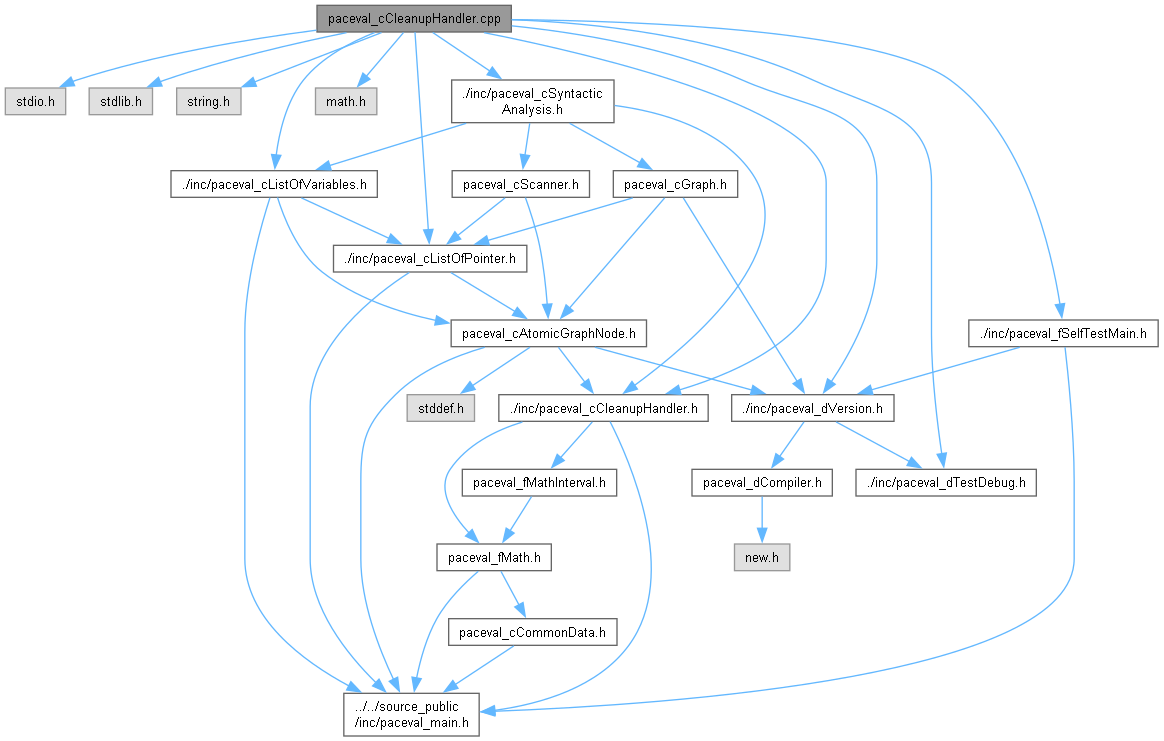 paceval_cCleanupHandler.cpp
stdio.h
stdlib.h
string.h
math.h
./inc/paceval_cSyntactic
Analysis.h
./inc/paceval_cListOfVariables.h
paceval_cScanner.h
paceval_cGraph.h
./inc/paceval_cListOfPointer.h
paceval_cAtomicGraphNode.h
./inc/paceval_fSelfTestMain.h
stddef.h
./inc/paceval_cCleanupHandler.h
./inc/paceval_dVersion.h
paceval_fMathInterval.h
paceval_dCompiler.h
./inc/paceval_dTestDebug.h
paceval_fMath.h
new.h
paceval_cCommonData.h
../../source_public
/inc/paceval_main.h